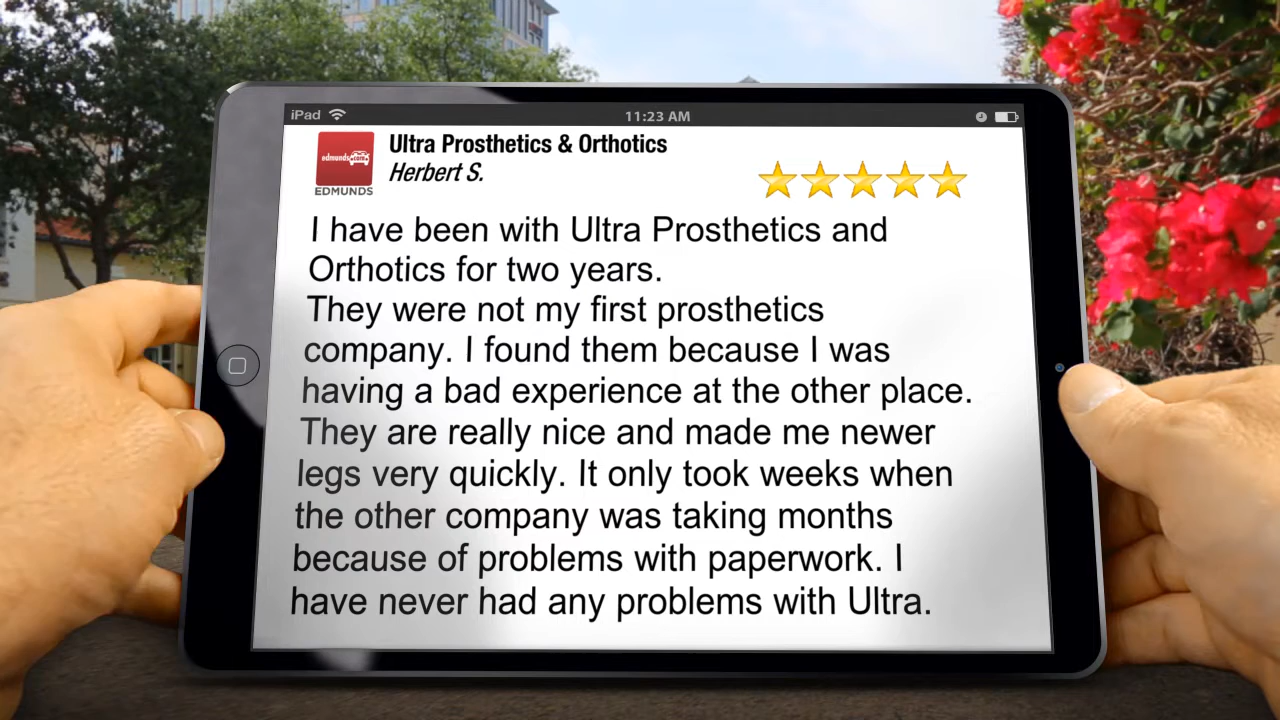 iPad
11:23 AM
edmunds.com
EDMUNDS
Ultra Prosthetics & Orthotics
Herbert S.
I have been with Ultra Prosthetics and
Orthotics for two years.
They were not my first prosthetics
company. I found them because I was
having a bad experience at the other place.
They are really nice and made me newer
legs very quickly. It only took weeks when
the other company was taking months
because of problems with paperwork. I
have never had any problems with Ultra.